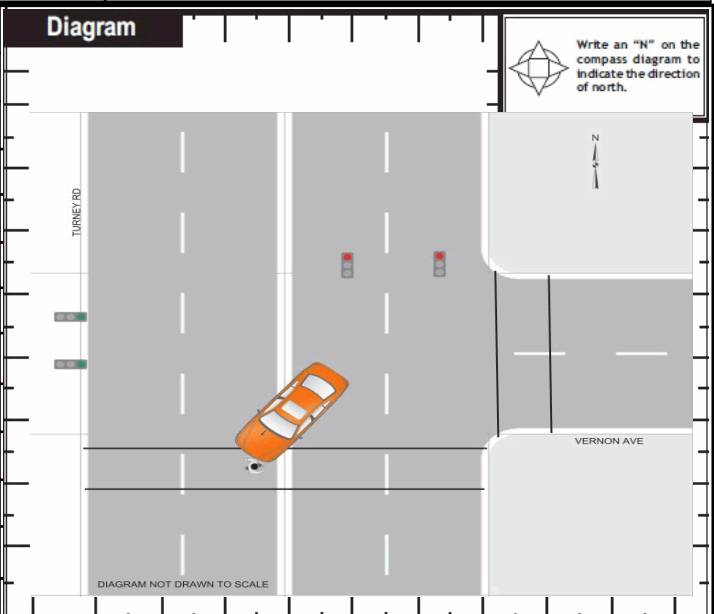 Diagram
Write an “N” on the
compass diagram to
indicate the direction
of north.
N
TURNEY RD
VERNON AVE
DIAGRAM NOT DRAWN TO SCALE